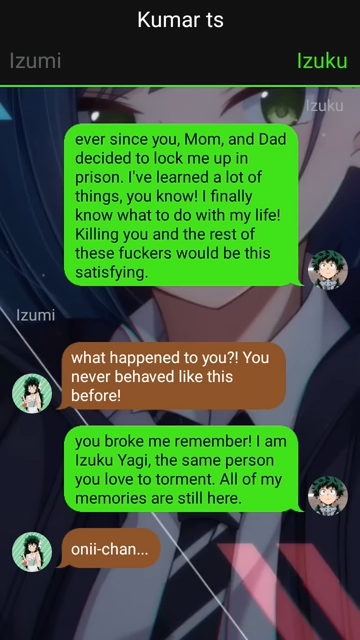 Kumar ts
Izumi
Izuku
Izuku
ever since you, Mom, and Dad
decided to lock me up in
prison. I've learned a lot of
things, you know! I finally
know what to do with my life!
Killing you and the rest of
these fuckers would be this
satisfying.
Izumi
what happened to you?! You
never behaved like this
before!
you broke me remember! I am
Izuku Yagi, the same person
you love to torment. All of my
memories are still here.
onii-chan...